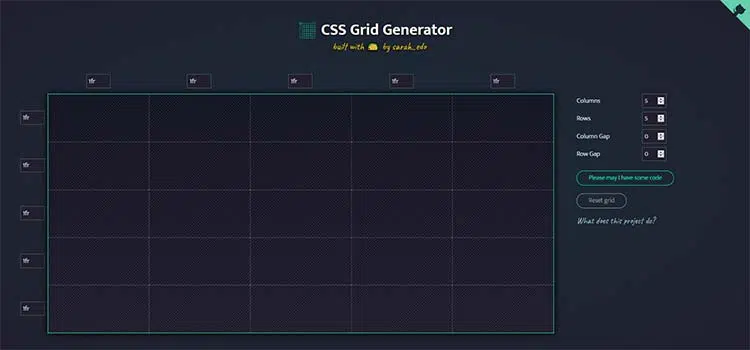 CSS Grid Generator
built with by sarah_edo
1fr 1fr 1fr 1fr 1fr
Columns 5
1fr
Rows 5
Column Gap 0
Row Gap 0
1fr
Please may I have some code
Reset grid
1fr
What does this project do?
1fr
1fr